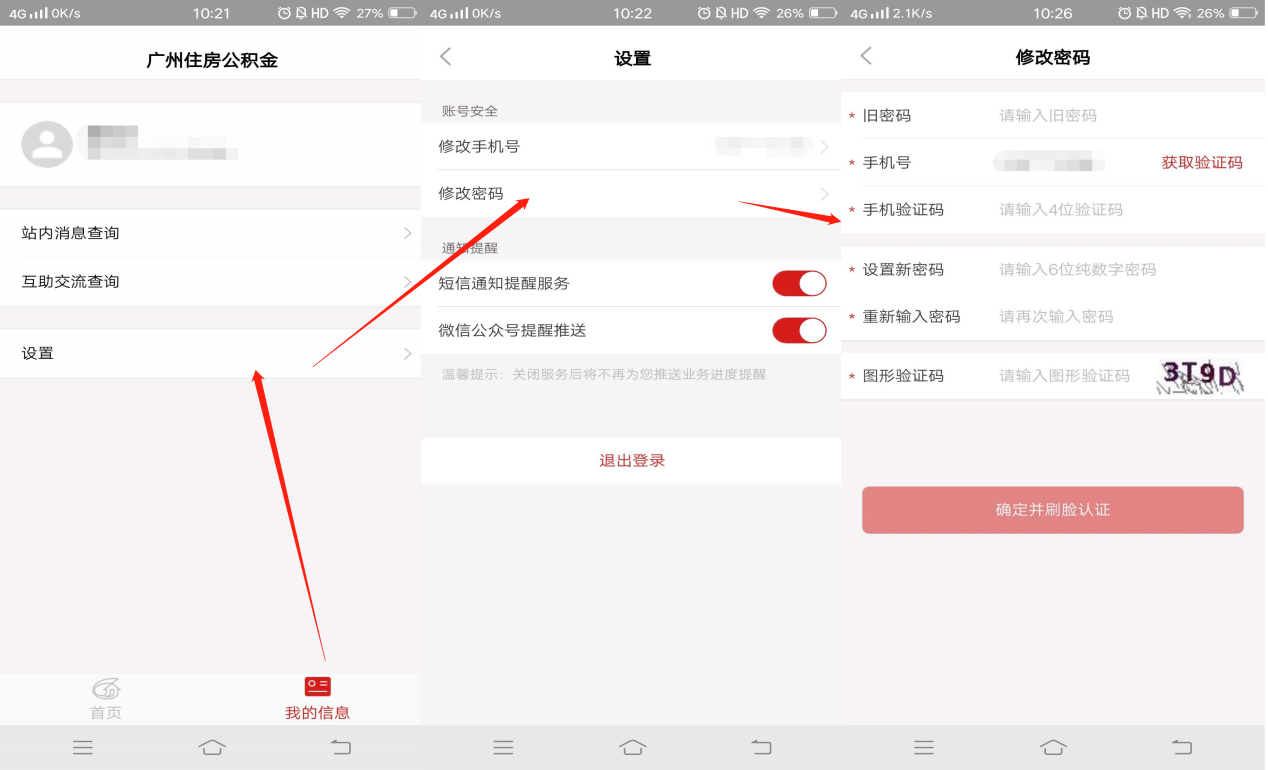 4G 0K/s 10:21 HD 27%
广州住房公积金
站内消息查询
互助交流查询
设置
首页
我的信息
4G 0K/s 10:22 HD 26%
设置
账号安全
修改手机号
修改密码
通知提醒
短信通知提醒服务
微信公众号提醒推送
温馨提示：关闭服务后将不再为您推送业务进度提醒
退出登录
4G 2.1K/s 10:26 HD 26%
修改密码
* 旧密码 请输入旧密码
* 手机号 获取验证码
* 手机验证码 请输入4位验证码
* 设置新密码 请输入6位纯数字密码
* 重新输入密码 请再次输入密码
* 图形验证码 请输入图形验证码 3T9D
确定并刷脸认证